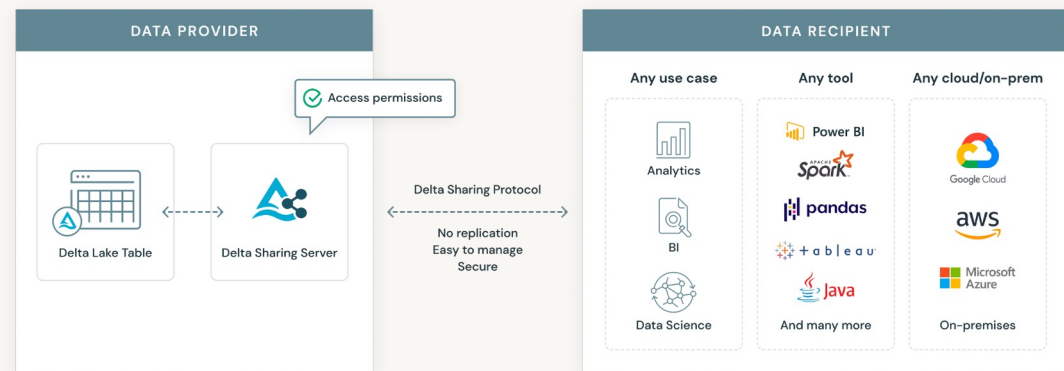 DATA PROVIDER
Access permissions
Delta Lake Table
Delta Sharing Server
Delta Sharing Protocol
No replication
Easy to manage
Secure
DATA RECIPIENT
Any use case
Analytics
BI
Data Science
Any tool
Power BI
APACHE
Spark
pandas
+ a b | e a u
Java
And many more
Any cloud/on-prem
Google Cloud
aws
Microsoft
Azure
On-premises